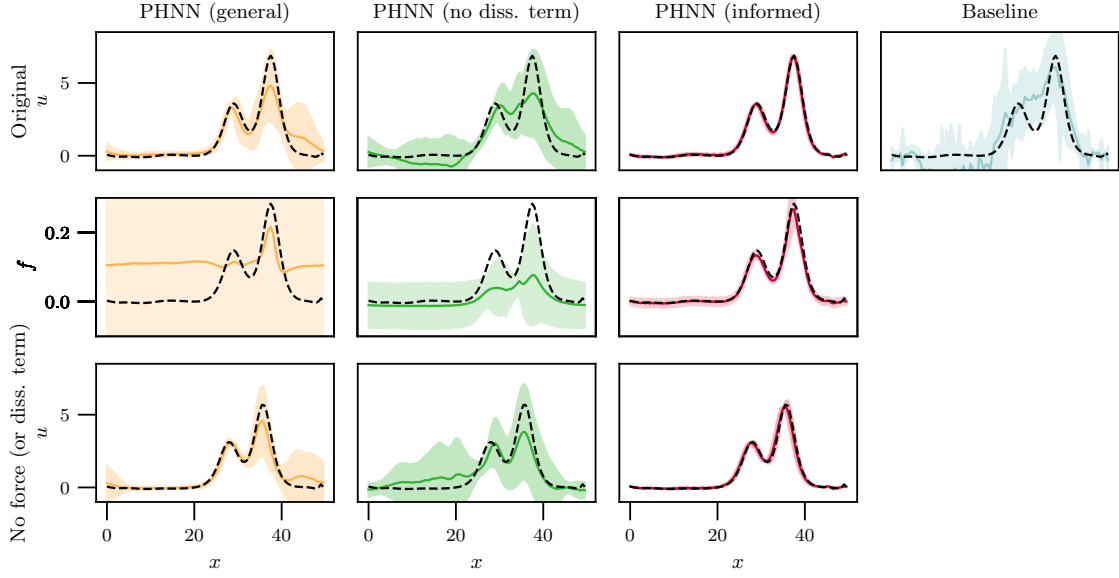 PHNN (general)
PHNN (no diss. term)
PHNN (informed)
Baseline
Original
u
5
0
f
0.2
0.0
No force (or diss. term)
u
5
0
0
20
40
0
20
40
0
20
40
x
x
x